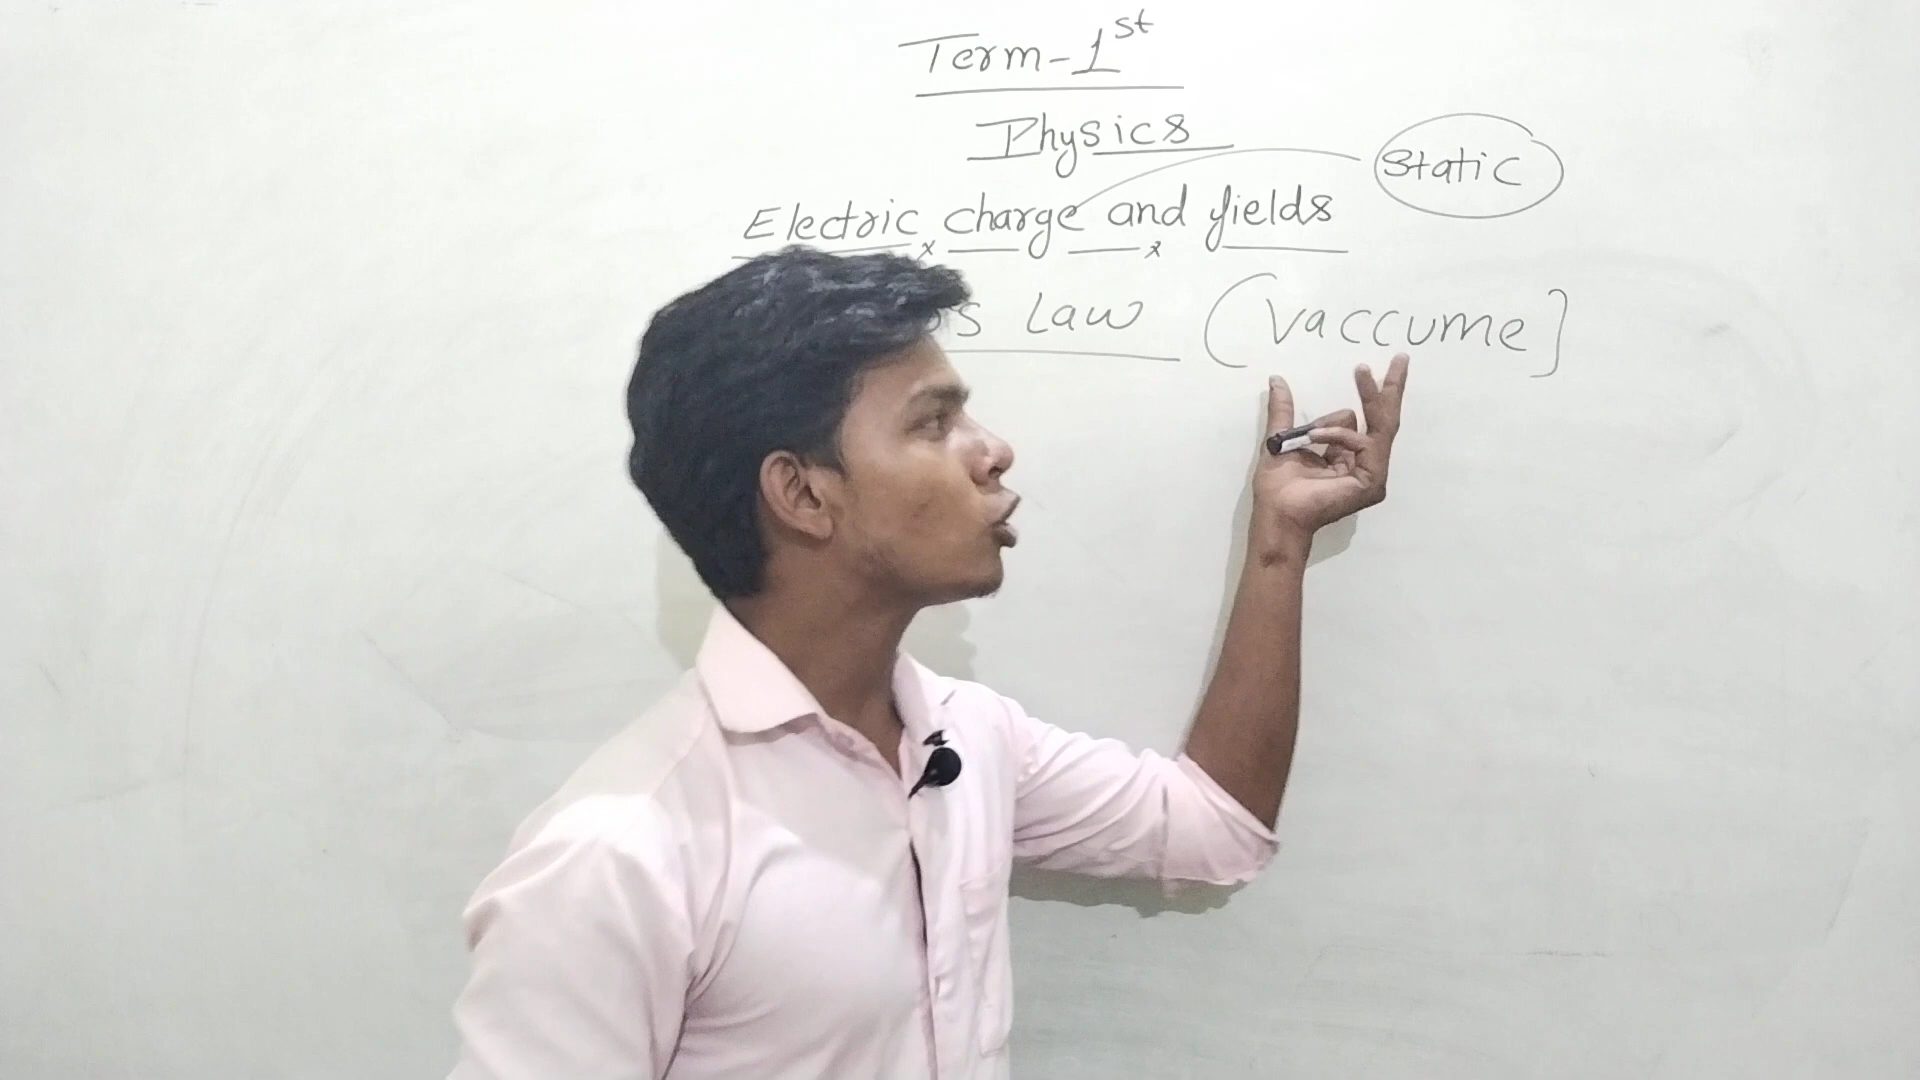 Term-1st
Physics
Static
Electric charge and fields
Law (Vaccume]